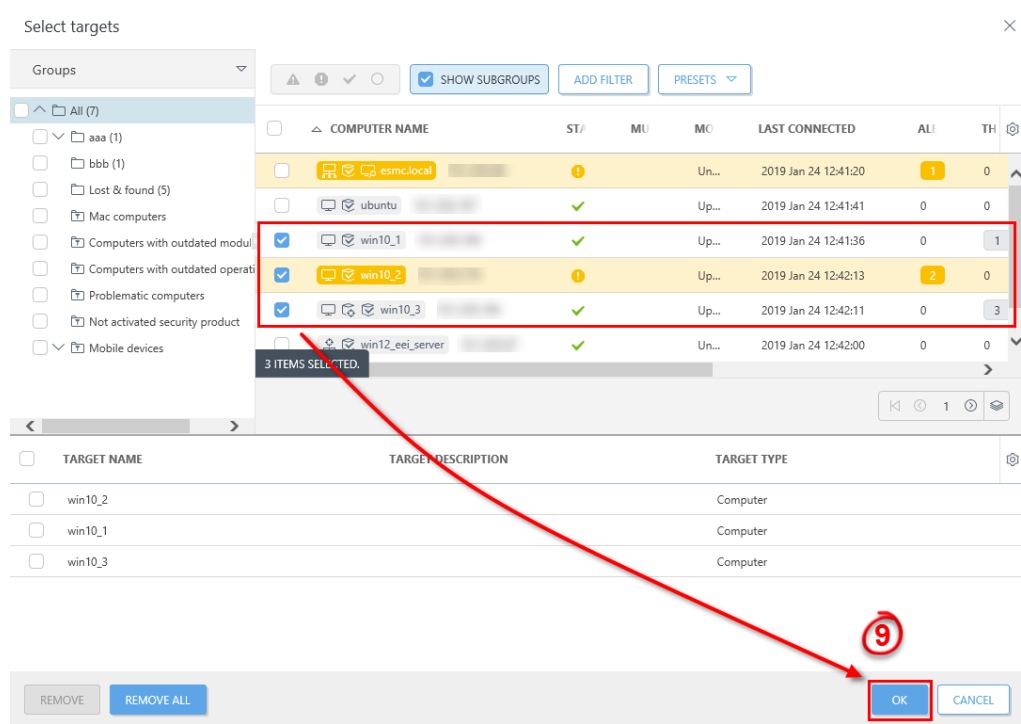 Select targets
Groups
SHOW SUBGROUPS
ADD FILTER
PRESETS
All (7)
aaa (1)
bbb (1)
Lost & found (5)
Mac computers
Computers with outdated modul
Computers with outdated operati
Problematic computers
Not activated security product
Mobile devices
COMPUTER NAME STA MU MO LAST CONNECTED ALE TH
esmc.local Un... 2019 Jan 24 12:41:20 1 0
ubuntu Up... 2019 Jan 24 12:41:41 0 0
win10_1 Up... 2019 Jan 24 12:41:36 0 1
win10_2 Up... 2019 Jan 24 12:42:13 2 0
win10_3 Up... 2019 Jan 24 12:42:11 0 3
win12_eei_server Un... 2019 Jan 24 12:42:00 0 0
3 ITEMS SELECTED.
1
TARGET NAME TARGET DESCRIPTION TARGET TYPE
win10_2 Computer
win10_1 Computer
win10_3 Computer
9
REMOVE REMOVE ALL OK CANCEL